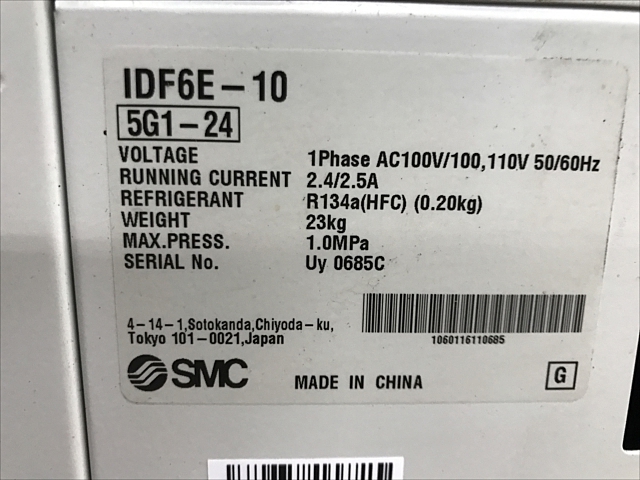 IDF6E-10
5G1-24
VOLTAGE 1Phase AC100V/100,110V 50/60Hz
RUNNING CURRENT 2.4/2.5A
REFRIGERANT R134a(HFC) (0.20kg)
WEIGHT 23kg
MAX.PRESS. 1.0MPa
SERIAL No. Uy 0685C
4-14-1,Sotokanda,Chiyoda-ku,
Tokyo 101-0021,Japan
1060116110685
SMC MADE IN CHINA G